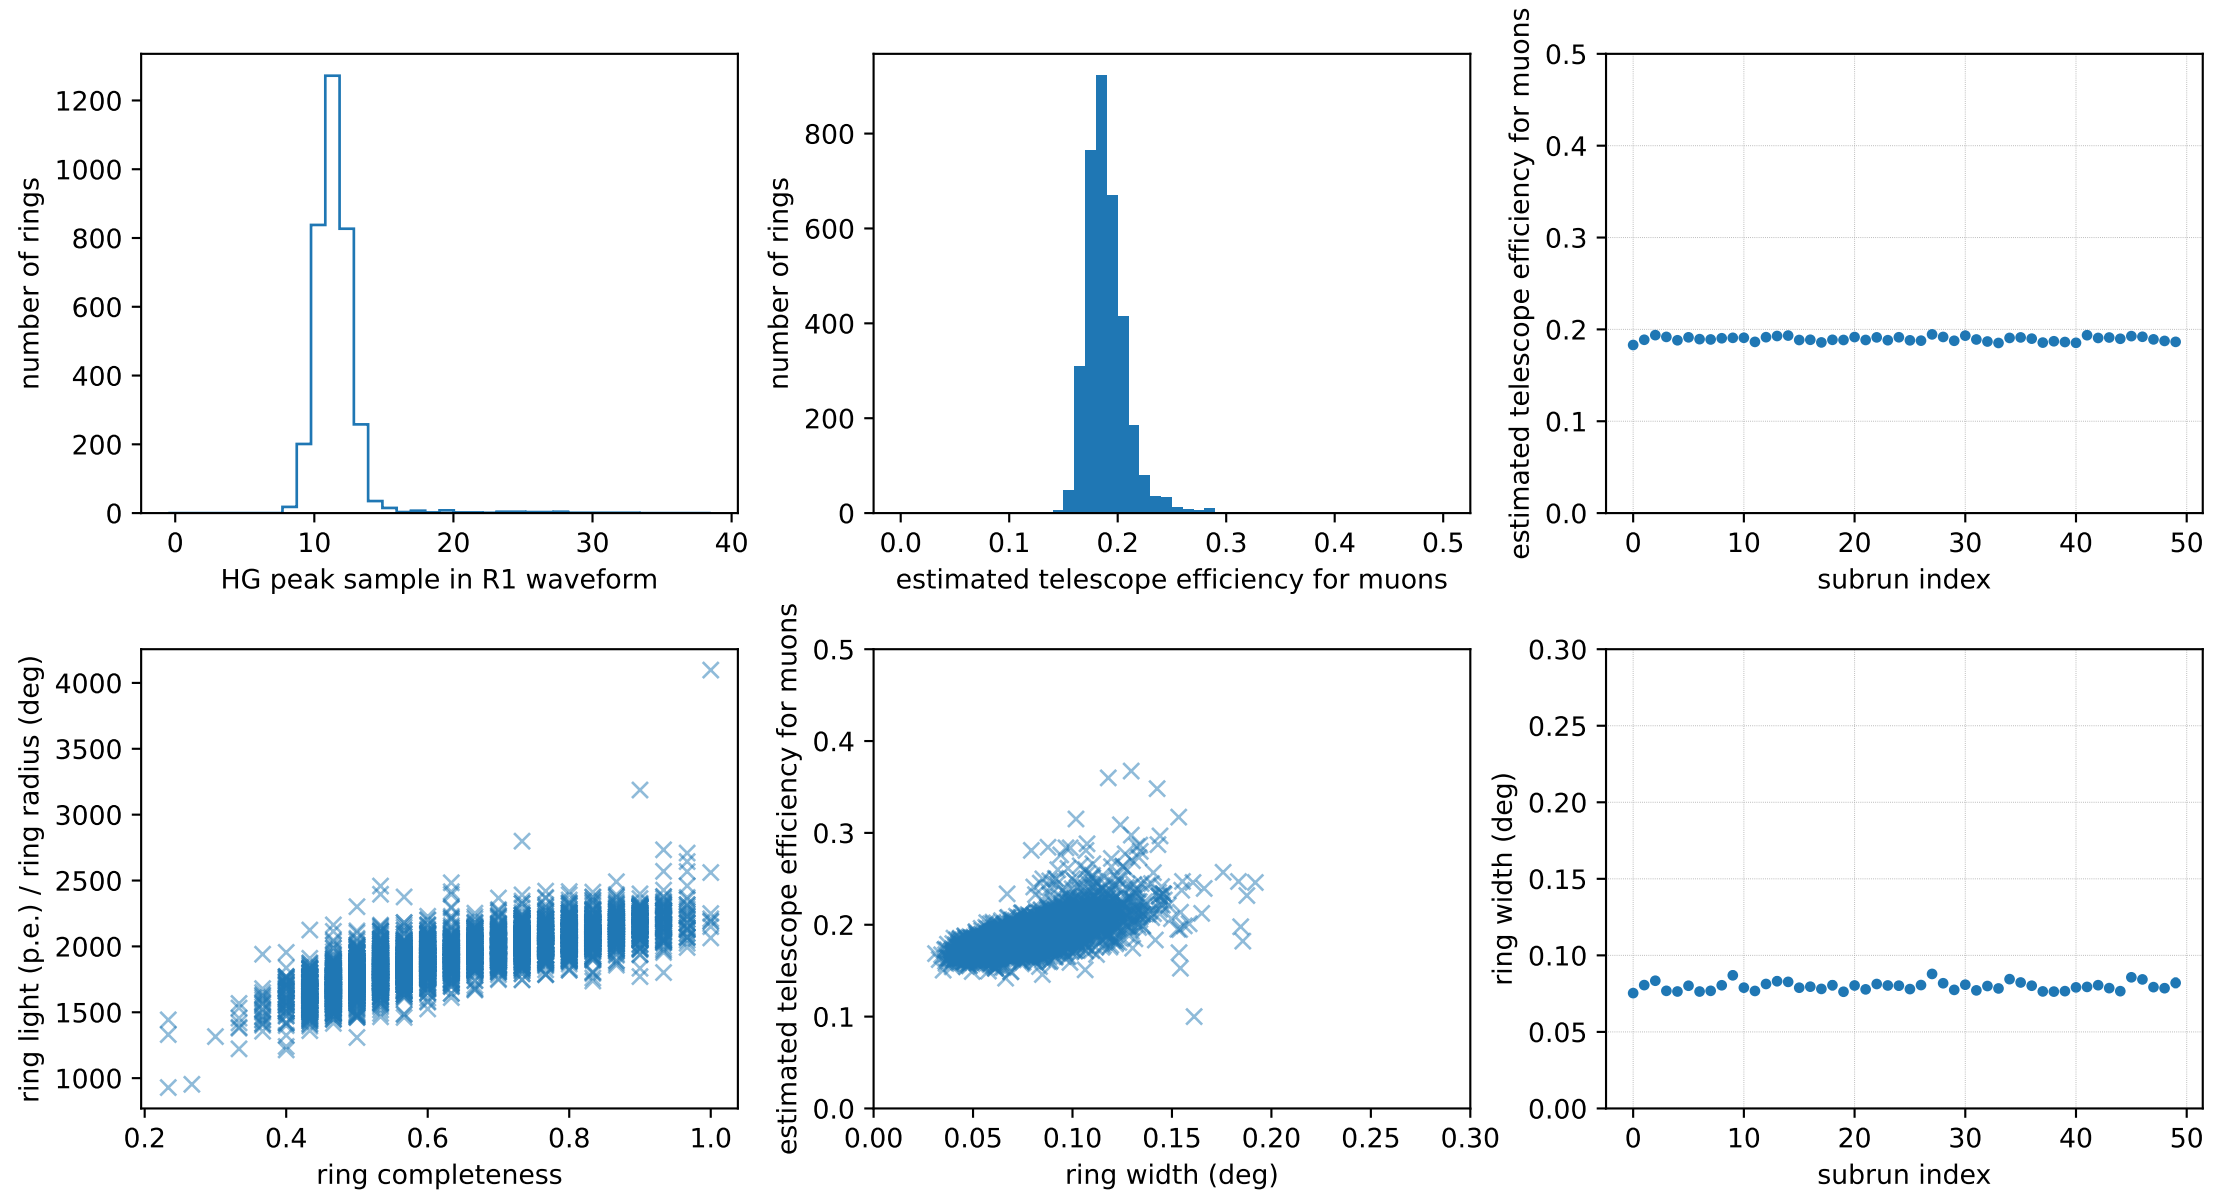 number of rings
1200
1000
800
600
400
200
0
0 10 20 30 40
HG peak sample in R1 waveform
number of rings
800
600
400
200
0
0.0 0.1 0.2 0.3 0.4 0.5
estimated telescope efficiency for muons
estimated telescope efficiency for muons
0.5
0.4
0.3
0.2
0.1
0.0
0 10 20 30 40 50
subrun index
ring light (p.e.) / ring radius (deg)
4000
3500
3000
2500
2000
1500
1000
0.2 0.4 0.6 0.8 1.0
ring completeness
estimated telescope efficiency for muons
0.5
0.4
0.3
0.2
0.1
0.0
0.00 0.05 0.10 0.15 0.20 0.25 0.30
ring width (deg)
ring width (deg)
0.30
0.25
0.20
0.15
0.10
0.05
0.00
0 10 20 30 40 50
subrun index